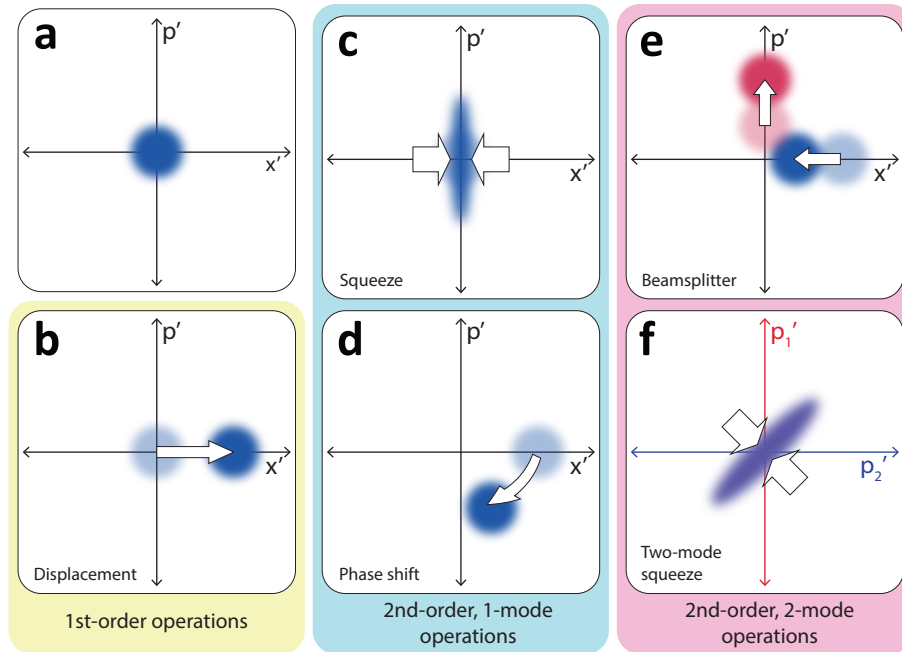 a
p′
x′
b
p′
x′
Displacement
1st-order operations
c
p′
x′
Squeeze
d
p′
x′
Phase shift
2nd-order, 1-mode
operations
e
p′
x′
Beamsplitter
f
p₁′
p₂′
Two-mode
squeeze
2nd-order, 2-mode
operations